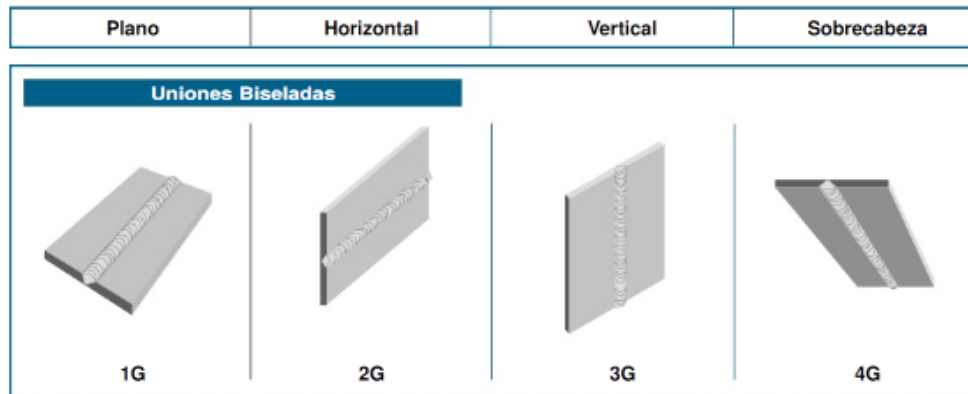 Plano Horizontal Vertical Sobrecabeza
Uniones Biseladas
1G 2G 3G 4G